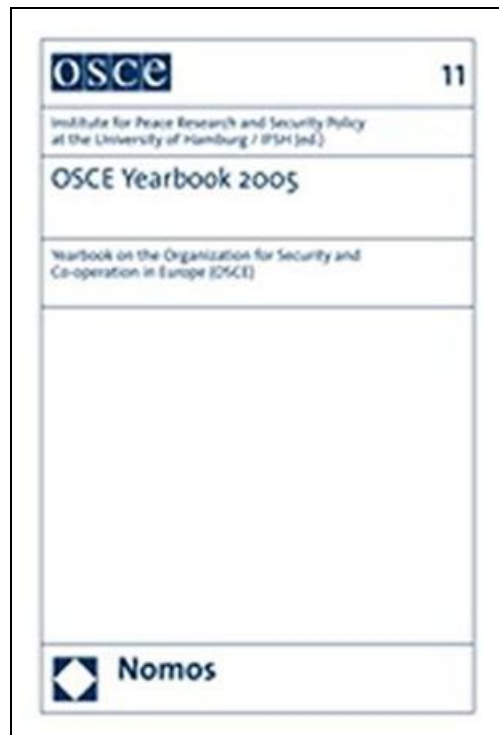 osce
11
Institute for Peace Research and Security Policy
at the University of Hamburg / IFSH (ed.)
OSCE Yearbook 2005
Yearbook on the Organization for Security and
Co-operation in Europe (OSCE)
Nomos